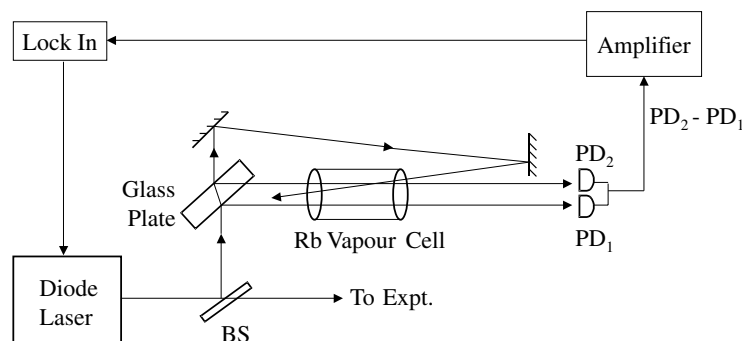 Lock In
Amplifier
PD₂ - PD₁
PD₂
Glass
Plate
Rb Vapour Cell
PD₁
Diode
Laser
To Expt.
BS